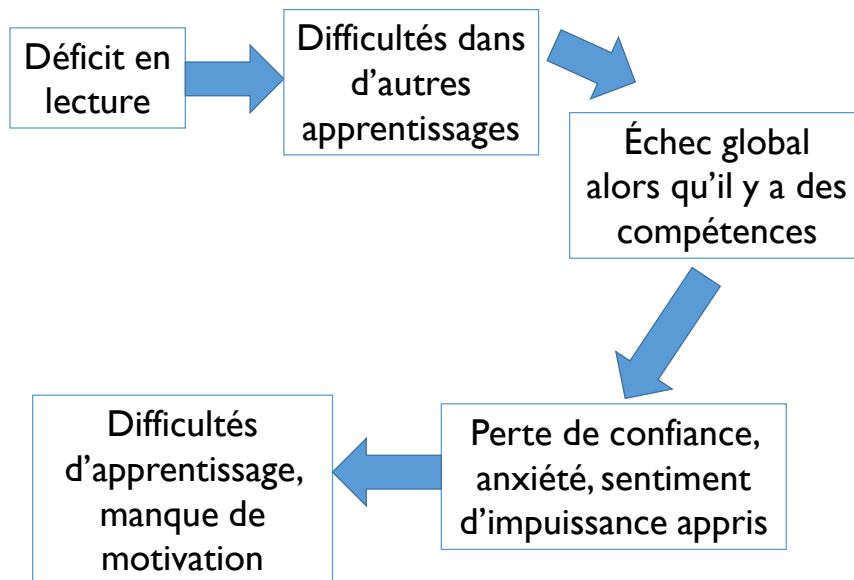 Déficit en
lecture
Difficultés dans
d’autres
apprentissages
Échec global
alors qu’il y a des
compétences
Perte de confiance,
anxiété, sentiment
d’impuissance appris
Difficultés
d’apprentissage,
manque de
motivation